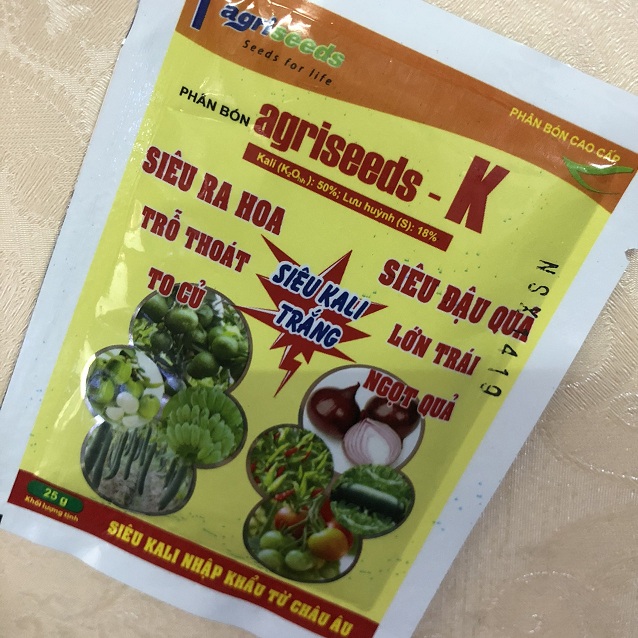 agriseeds
Seeds for life
PHÂN BÓN CAO CẤP
PHÂN BÓN agriseeds - K
Kali (K₂Ohh): 50%; Lưu huỳnh (S): 18%
SIÊU RA HOA
TRỖ THOÁT
TO CỦ
SIÊU KALI
TRẮNG
SIÊU ĐẬU QUẢ
LỚN TRÁI
NGỌT QUẢ
25 g
Khối lượng tịnh
SIÊU KALI NHẬP KHẨU TỪ CHÂU ÂU